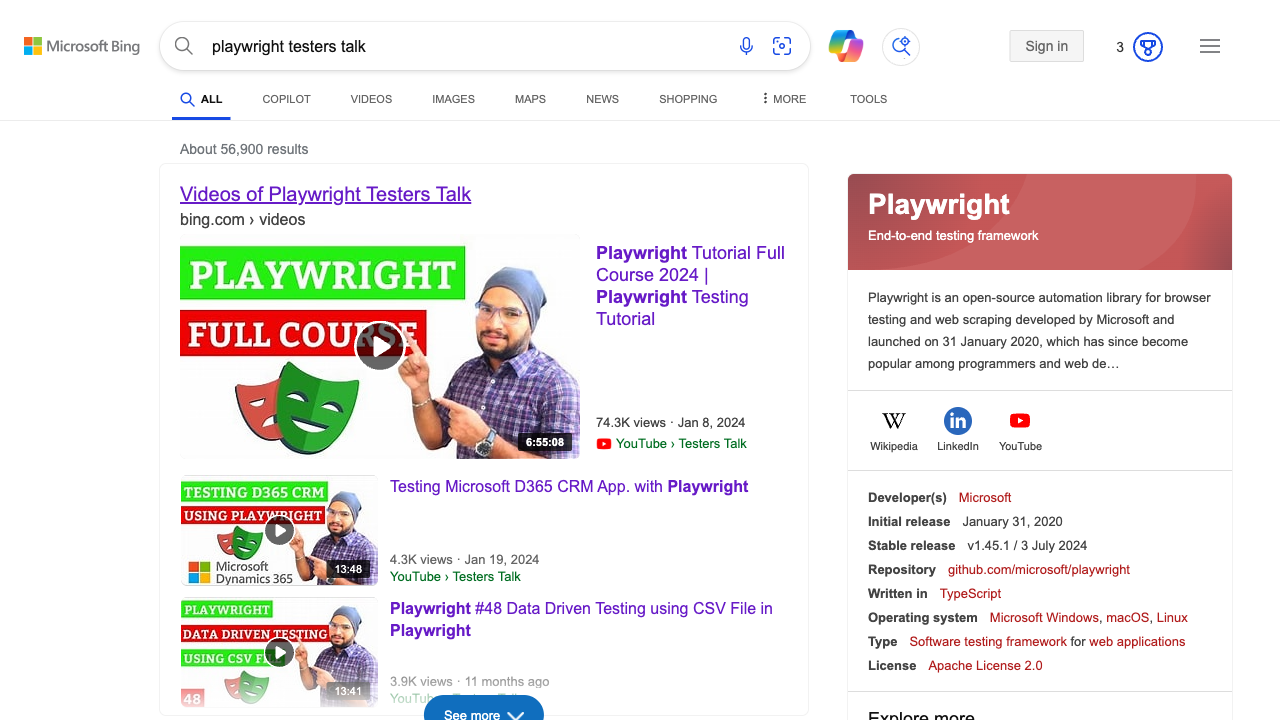 Microsoft Bing
playwright testers talk
Sign in
3
ALL
COPILOT
VIDEOS
IMAGES
MAPS
NEWS
SHOPPING
MORE
TOOLS
About 56,900 results
Videos of Playwright Testers Talk
bing.com › videos
PLAYWRIGHT
FULL COURSE
6:55:08
Playwright Tutorial Full
Course 2024 |
Playwright Testing
Tutorial
74.3K views · Jan 8, 2024
YouTube › Testers Talk
TESTING D365 CRM
USING PLAYWRIGHT
Microsoft
Dynamics 365
13:48
Testing Microsoft D365 CRM App. with Playwright
4.3K views · Jan 19, 2024
YouTube › Testers Talk
PLAYWRIGHT
DATA DRIVEN TESTING
USING CSV FILE
48
13:41
Playwright #48 Data Driven Testing using CSV File in
Playwright
3.9K views · 11 months ago
See more
Playwright
End-to-end testing framework
Playwright is an open-source automation library for browser
testing and web scraping developed by Microsoft and
launched on 31 January 2020, which has since become
popular among programmers and web de…
W
Wikipedia
in
LinkedIn
YouTube
Developer(s) Microsoft
Initial release January 31, 2020
Stable release v1.45.1 / 3 July 2024
Repository github.com/microsoft/playwright
Written in TypeScript
Operating system Microsoft Windows, macOS, Linux
Type Software testing framework for web applications
License Apache License 2.0
Explore more